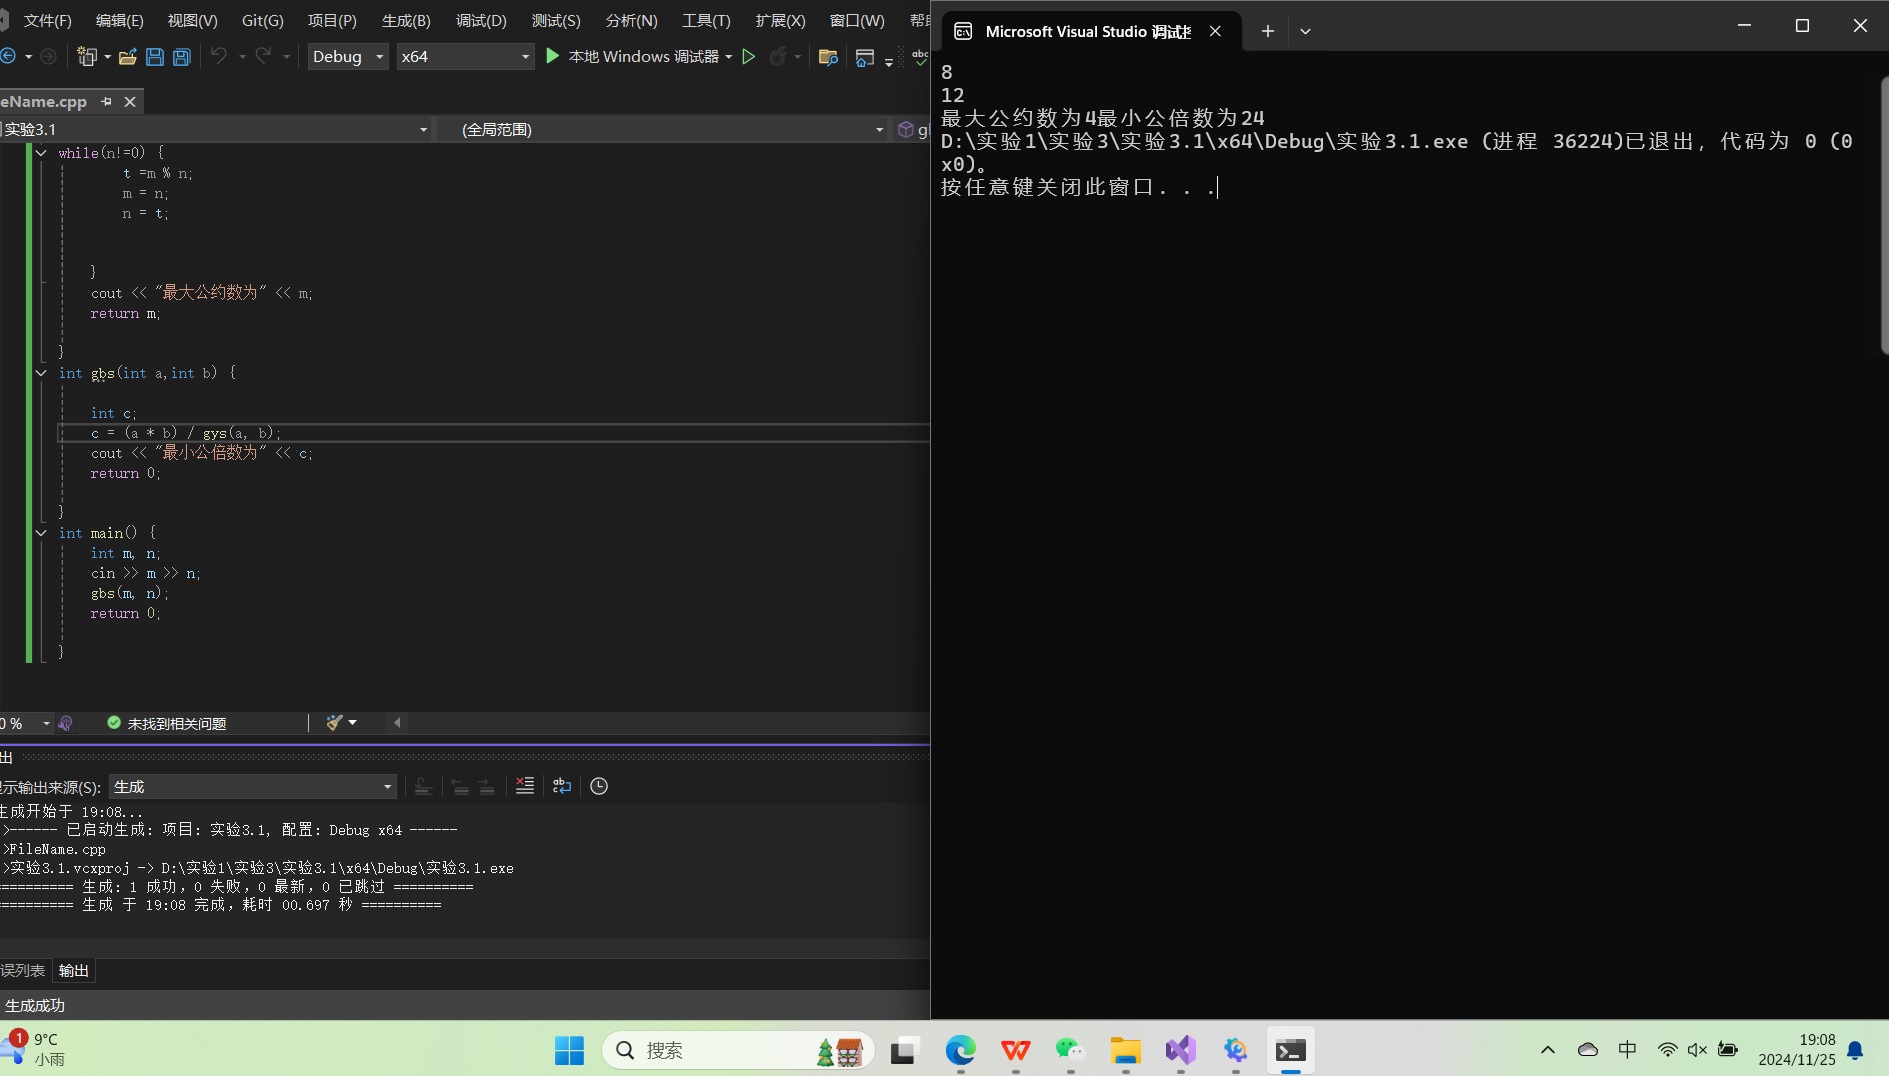 文件(F) 编辑(E) 视图(V) Git(G) 项目(P) 生成(B) 调试(D) 测试(S) 分析(N) 工具(T) 扩展(X) 窗口(W)
Debug x64 本地 Windows 调试器
eName.cpp
实验3.1 (全局范围)
while(n!=0) {
t =m % n;
m = n;
n = t;
}
cout << "最大公约数为" << m;
return m;
}
int gbs(int a,int b) {
int c;
c = (a * b) / gys(a, b);
cout << "最小公倍数为" << c;
return 0;
}
int main() {
int m, n;
cin >> m >> n;
gbs(m, n);
return 0;
}
0 % 未找到相关问题
出
示输出来源(S): 生成
生成开始于 19:08...
>------ 已启动生成: 项目: 实验3.1, 配置: Debug x64 ------
>FileName.cpp
>实验3.1.vcxproj -> D:\实验1\实验3\实验3.1\x64\Debug\实验3.1.exe
========== 生成: 1 成功，0 失败，0 最新，0 已跳过 ==========
========== 生成 于 19:08 完成，耗时 00.697 秒 ==========
误列表 输出
生成成功
Microsoft Visual Studio 调试
8
12
最大公约数为4最小公倍数为24
D:\实验1\实验3\实验3.1\x64\Debug\实验3.1.exe (进程 36224)已退出，代码为 0 (0
x0)。
按任意键关闭此窗口. . .
1 9°C
小雨
搜索
中
19:08
2024/11/25